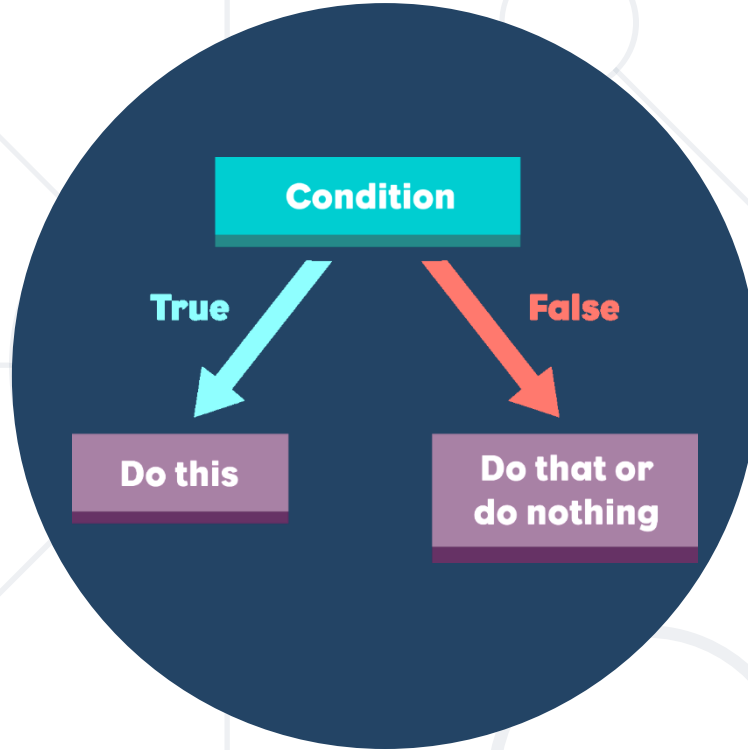 Condition
True
False
Do this
Do that or
do nothing